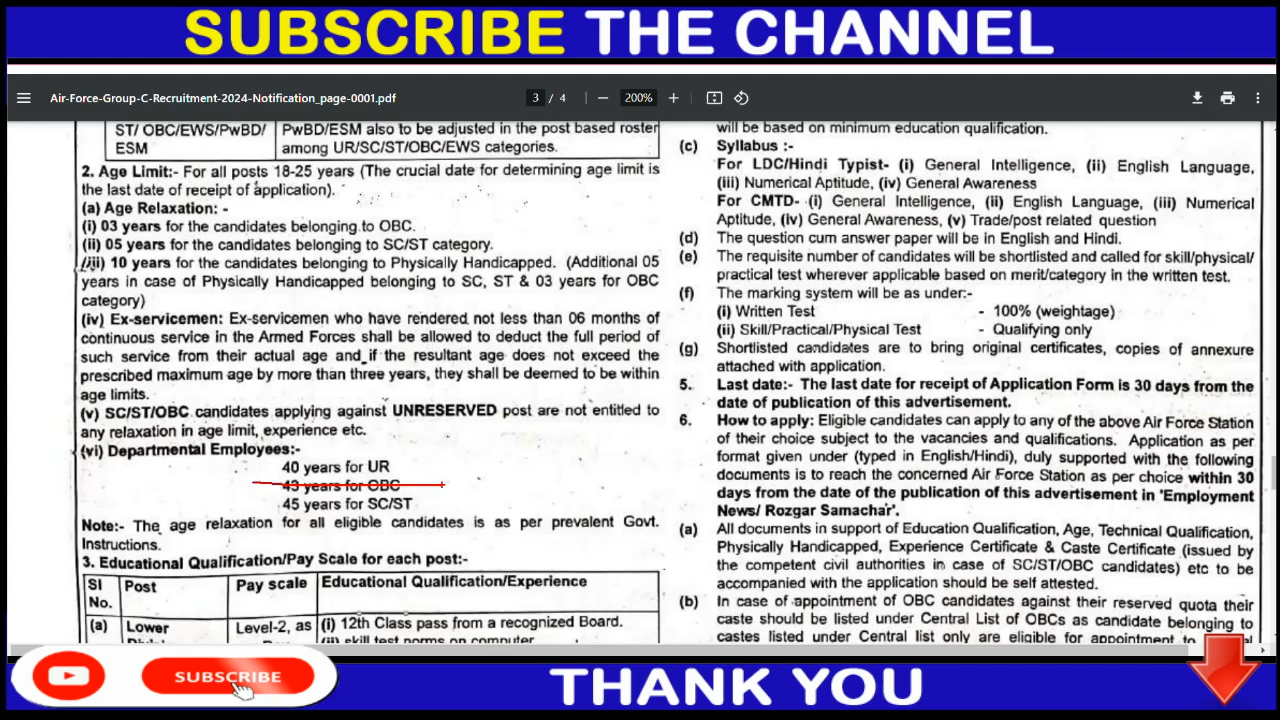 SUBSCRIBE THE CHANNEL
Air-Force-Group-C-Recruitment-2024-Notification_page-0001.pdf
3 / 4
200%
ST/ OBC/EWS/PwBD/
ESM
PwBD/ESM also to be adjusted in the post based roster
among UR/SC/ST/OBC/EWS categories.
2. Age Limit:- For all posts 18-25 years (The crucial date for determining age limit is
the last date of receipt of application).
(a) Age Relaxation: -
(i) 03 years for the candidates belonging to OBC.
(ii) 05 years for the candidates belonging to SC/ST category.
(iii) 10 years for the candidates belonging to Physically Handicapped. (Additional 05
years in case of Physically Handicapped belonging to SC, ST & 03 years for OBC
category)
(iv) Ex-servicemen: Ex-servicemen who have rendered not less than 06 months of
continuous service in the Armed Forces shall be allowed to deduct the full period of
such service from their actual age and if the resultant age does not exceed the
prescribed maximum age by more than three years, they shall be deemed to be within
age limits.
(v) SC/ST/OBC candidates applying against UNRESERVED post are not entitled to
any relaxation in age limit, experience etc.
(vi) Departmental Employees:-
40 years for UR
43 years for OBC
45 years for SC/ST
Note:- The age relaxation for all eligible candidates is as per prevalent Govt.
Instructions.
3. Educational Qualification/Pay Scale for each post:-
Sl
No.
Post
Pay scale
Educational Qualification/Experience
(a)
Lower
Level-2, as
(i) 12th Class pass from a recognized Board.
(ii) skill test norms on computer
will be based on minimum education qualification.
(c) Syllabus :-
For LDC/Hindi Typist- (i) General Intelligence, (ii) English Language,
(iii) Numerical Aptitude, (iv) General Awareness
For CMTD- (i) General Intelligence, (ii) English Language, (iii) Numerical
Aptitude, (iv) General Awareness, (v) Trade/post related question
(d) The question cum answer paper will be in English and Hindi.
(e) The requisite number of candidates will be shortlisted and called for skill/physical/
practical test wherever applicable based on merit/category in the written test.
(f) The marking system will be as under:-
(i) Written Test - 100% (weightage)
(ii) Skill/Practical/Physical Test - Qualifying only
(g) Shortlisted candidates are to bring original certificates, copies of annexure
attached with application.
5. Last date:- The last date for receipt of Application Form is 30 days from the
date of publication of this advertisement.
6. How to apply: Eligible candidates can apply to any of the above Air Force Station
of their choice subject to the vacancies and qualifications. Application as per
format given under (typed in English/Hindi), duly supported with the following
documents is to reach the concerned Air Force Station as per choice within 30
days from the date of the publication of this advertisement in 'Employment
News/ Rozgar Samachar'.
(a) All documents in support of Education Qualification, Age, Technical Qualification,
Physically Handicapped, Experience Certificate & Caste Certificate (issued by
the competent civil authorities in case of SC/ST/OBC candidates) etc to be
accompanied with the application should be self attested.
(b) In case of appointment of OBC candidates against their reserved quota their
caste should be listed under Central List of OBCs as candidate belonging to
castes listed under Central list only are eligible for appointment to
SUBSCRIBE
THANK YOU